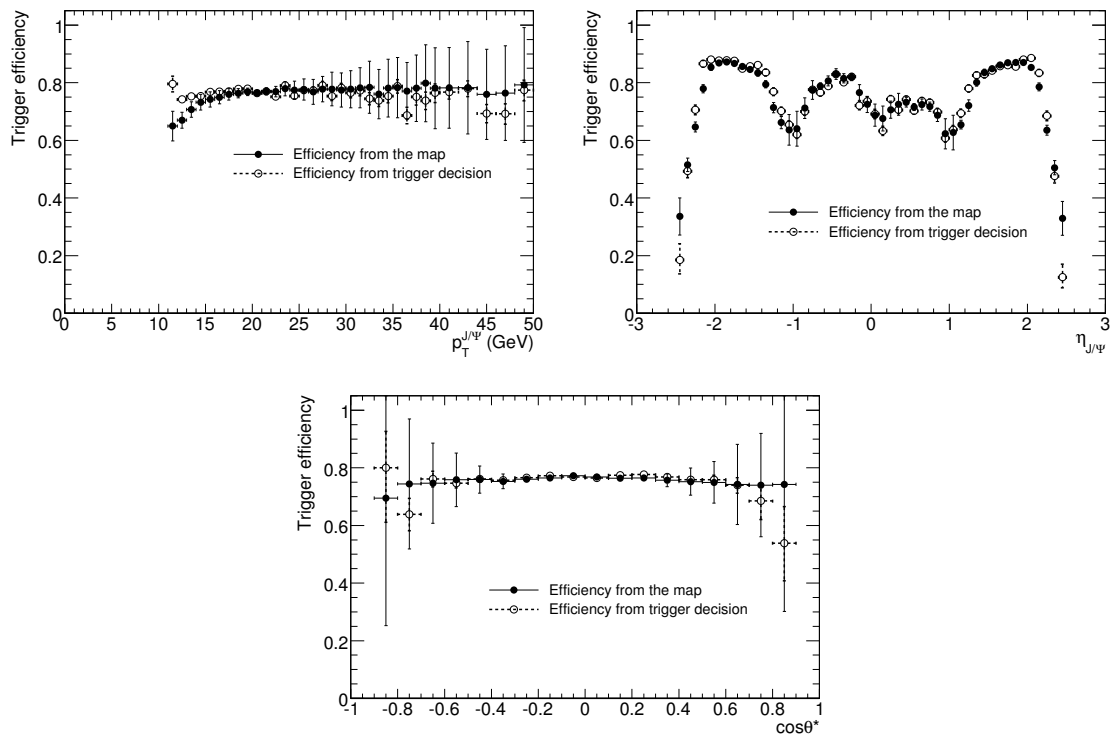 Trigger efficiency
1
0.8
0.6
0.4
0.2
0
Efficiency from the map
Efficiency from trigger decision
0 5 10 15 20 25 30 35 40 45 50
p_T^{J/Ψ} (GeV)
Trigger efficiency
1
0.8
0.6
0.4
0.2
0
Efficiency from the map
Efficiency from trigger decision
-3 -2 -1 0 1 2 3
η_{J/Ψ}
Trigger efficiency
1
0.8
0.6
0.4
0.2
0
Efficiency from the map
Efficiency from trigger decision
-1 -0.8 -0.6 -0.4 -0.2 0 0.2 0.4 0.6 0.8 1
cosθ*